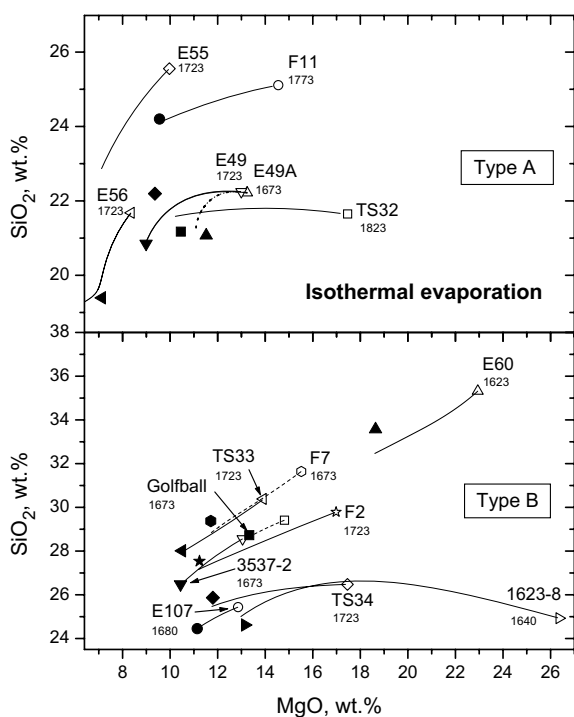 26
24
22
20
38
SiO2, wt.%
E55
1723
F11
1773
E49
1723
E49A
1673
E56
1723
TS32
1823
Type A
Isothermal evaporation
36
34
32
30
28
26
24
SiO2, wt.%
E60
1623
TS33
1723
F7
1673
Golfball
1673
F2
1723
Type B
3537-2
1673
E107
1680
TS34
1723
1623-8
1640
8 10 12 14 16 18 20 22 24 26
MgO, wt.%